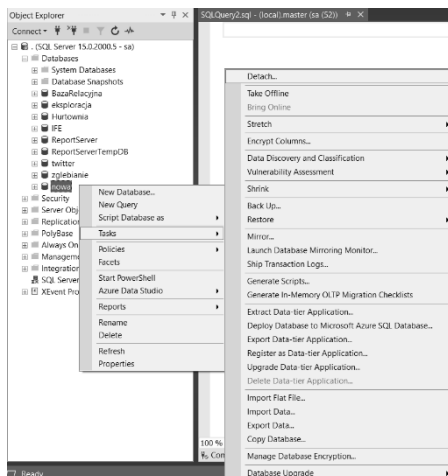 Object Explorer
SQLQuery2.sql - (local).master (sa (52))
Connect
. (SQL Server 15.0.2000.5 - sa)
Databases
System Databases
Database Snapshots
BazaRelacyjna
eksploracja
Hurtownia
IFE
ReportServer
ReportServerTempDB
twitter
zglebianie
nowa
Security
Server Obj
Replication
PolyBase
Always On
Manageme
Integration
SQL Server
XEvent Pro
New Database...
New Query
Script Database as
Tasks
Policies
Facets
Start PowerShell
Azure Data Studio
Reports
Rename
Delete
Refresh
Properties
Detach...
Take Offline
Bring Online
Stretch
Encrypt Columns...
Data Discovery and Classification
Vulnerability Assessment
Shrink
Back Up...
Restore
Mirror...
Launch Database Mirroring Monitor...
Ship Transaction Logs...
Generate Scripts...
Generate In-Memory OLTP Migration Checklists
Extract Data-tier Application...
Deploy Database to Microsoft Azure SQL Database...
Export Data-tier Application...
Register as Data-tier Application...
Upgrade Data-tier Application...
Delete Data-tier Application...
Import Flat File...
Import Data...
Export Data...
Copy Database...
Manage Database Encryption...
Database Upgrade
100 %
Con
Ready